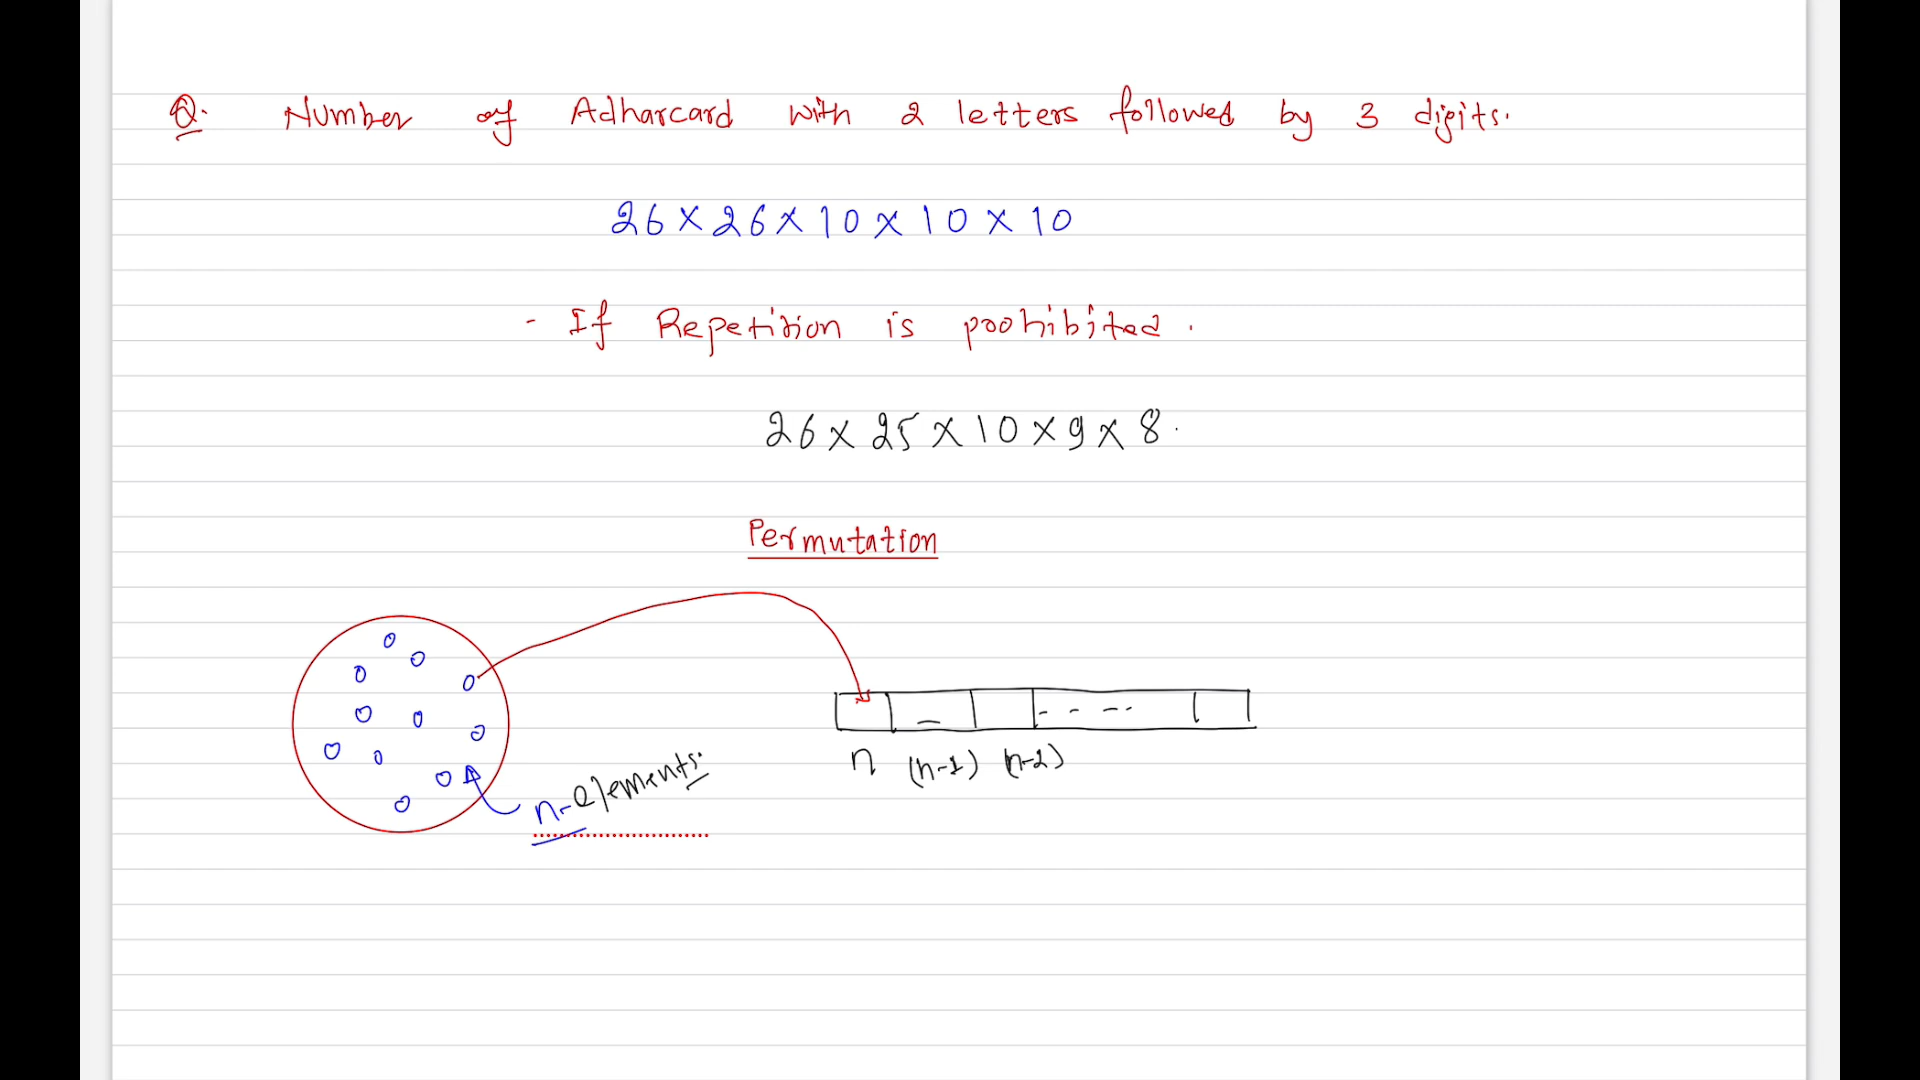 Q. Number of Adharcard with 2 letters followed by 3 digits.
26 × 26 × 10 × 10 × 10
- If Repetition is prohibited.
26 × 25 × 10 × 9 × 8.
Permutation
n (n-1) (n-2)
n-elements.